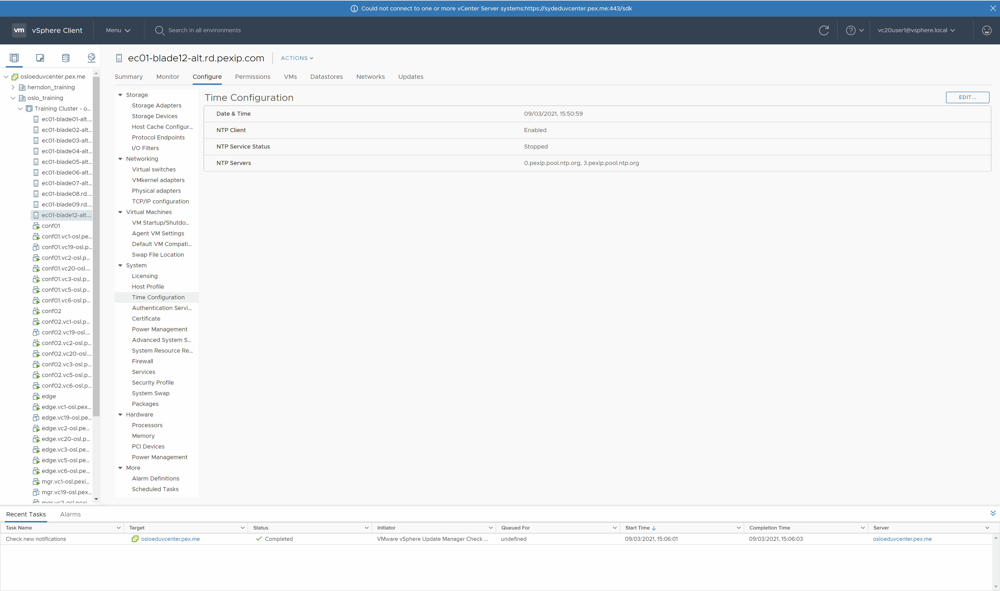 Could not connect to one or more vCenter Server systems:https://sydeduvcenter.pex.me:443/sdk
vm vSphere Client Menu Search in all environments vc20user1@vsphere.local
osloeduvcenter.pex.me
herndon_training
oslo_training
Training Cluster - o...
ec01-blade01-alt....
ec01-blade02-alt...
ec01-blade03-alt...
ec01-blade04-alt...
ec01-blade05-alt...
ec01-blade06-alt...
ec01-blade07-alt...
ec01-blade08.rd....
ec01-blade09.rd....
ec01-blade12-alt....
conf01
conf01.vc1-osl.pe...
conf01.vc19-osl.p...
conf01.vc2-osl.p...
conf01.vc20-osl....
conf01.vc3-osl.p...
conf01.vc5-osl.p...
conf01.vc6-osl.p...
conf02
conf02.vc1-osl.p...
conf02.vc19-osl....
conf02.vc2-osl.p...
conf02.vc20-osl....
conf02.vc3-osl.p...
conf02.vc5-osl.p...
conf02.vc6-osl.p...
edge
edge.vc1-osl.pex...
edge.vc19-osl.pe...
edge.vc2-osl.pe...
edge.vc20-osl.p...
edge.vc3-osl.pe...
edge.vc5-osl.pe...
edge.vc6-osl.pe...
mgr.vc1-osl.pexi...
mgr.vc19-osl.pex...
mgr.vc2-osl.pexi...
ec01-blade12-alt.rd.pexip.com ACTIONS
Summary Monitor Configure Permissions VMs Datastores Networks Updates
Storage
Storage Adapters
Storage Devices
Host Cache Configur...
Protocol Endpoints
I/O Filters
Networking
Virtual switches
VMkernel adapters
Physical adapters
TCP/IP configuration
Virtual Machines
VM Startup/Shutdo...
Agent VM Settings
Default VM Compati...
Swap File Location
System
Licensing
Host Profile
Time Configuration
Authentication Servi...
Certificate
Power Management
Advanced System S...
System Resource Re...
Firewall
Services
Security Profile
System Swap
Packages
Hardware
Processors
Memory
PCI Devices
Power Management
More
Alarm Definitions
Scheduled Tasks
Time Configuration EDIT...
Date & Time 09/03/2021, 15:50:59
NTP Client Enabled
NTP Service Status Stopped
NTP Servers 0.pexip.pool.ntp.org, 3.pexip.pool.ntp.org
Recent Tasks Alarms
Task Name Target Status Initiator Queued For Start Time Completion Time Server
Check new notifications osloeduvcenter.pex.me Completed VMware vSphere Update Manager Check ... undefined 09/03/2021, 15:06:01 09/03/2021, 15:06:03 osloeduvcenter.pex.me